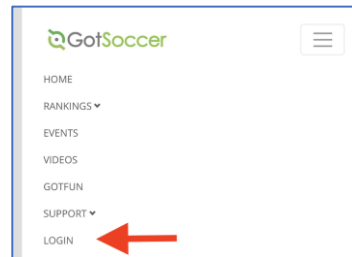 GotSoccer
HOME
RANKINGS
EVENTS
VIDEOS
GOTFUN
SUPPORT
LOGIN